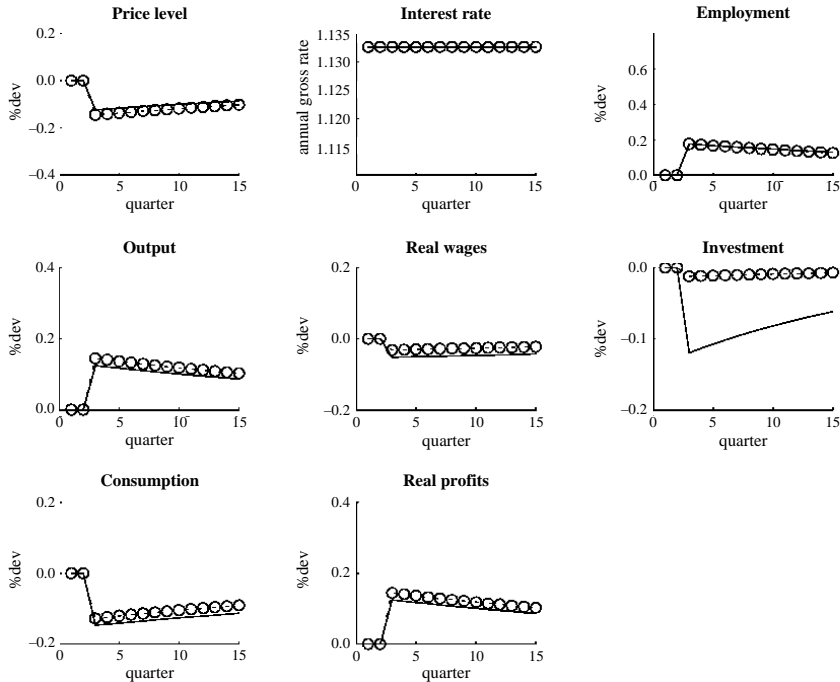 Price level
%dev
0.2
0.0
−0.2
−0.4
0 5 10 15
quarter
Interest rate
annual gross rate
1.135
1.130
1.120
1.115
0 5 10 15
quarter
Employment
%dev
0.6
0.4
0.2
0.0
0 5 10 15
quarter
Output
%dev
0.4
0.2
0.0
0 5 10 15
quarter
Real wages
%dev
0.2
0.0
−0.2
0 5 10 15
quarter
Investment
%dev
0.0
−0.1
−0.2
0 5 10 15
quarter
Consumption
%dev
0.2
0.0
−0.2
0 5 10 15
quarter
Real profits
%dev
0.4
0.2
0.0
0 5 10 15
quarter